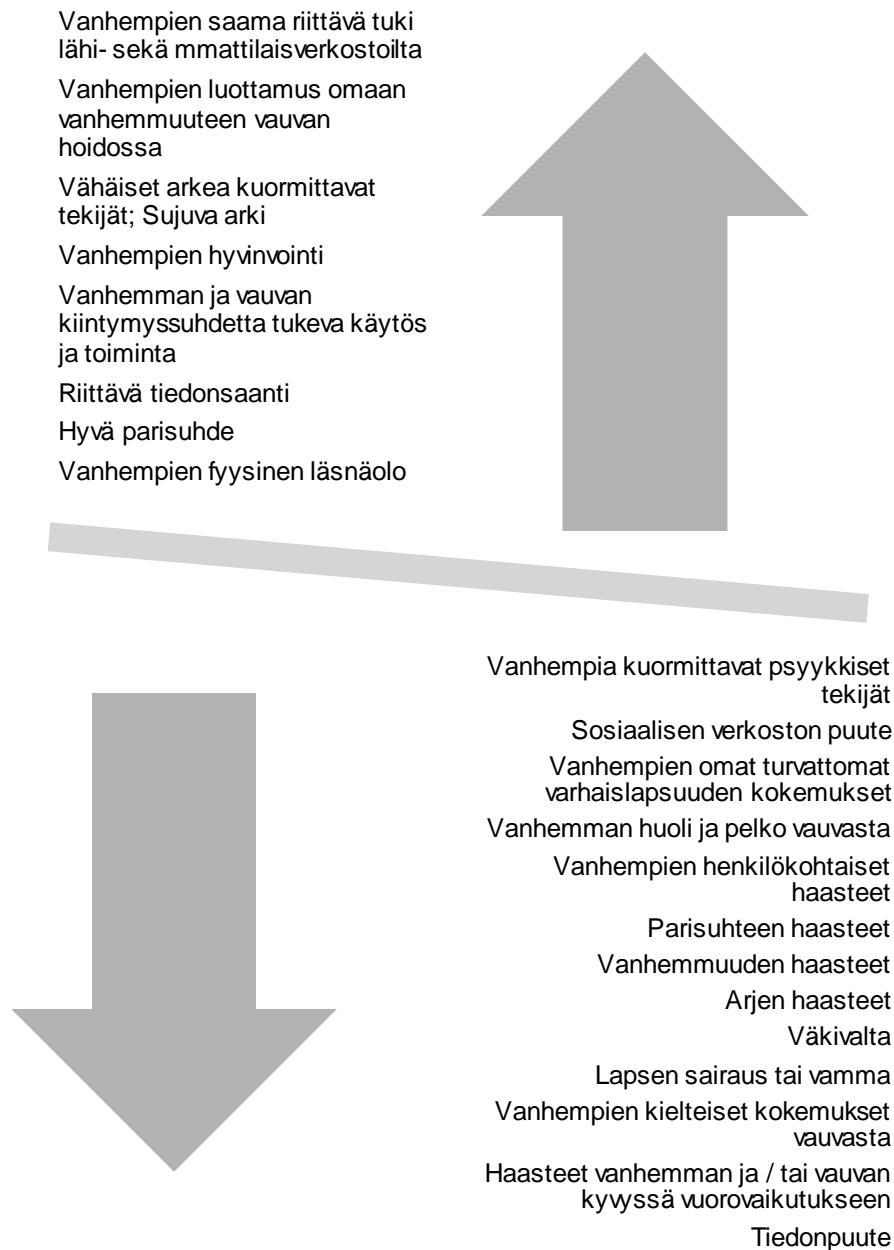 Vanhempien saama riittävä tuki
lähi- sekä mmattilaisverkostoilta
Vanhempien luottamus omaan
vanhemmuuteen vauvan
hoidossa
Vähäiset arkea kuormittavat
tekijät; Sujuva arki
Vanhempien hyvinvointi
Vanhemman ja vauvan
kiintymyssuhdetta tukeva käytös
ja toiminta
Riittävä tiedonsaanti
Hyvä parisuhde
Vanhempien fyysinen läsnäolo
Vanhempia kuormittavat psyykkiset
tekijät
Sosiaalisen verkoston puute
Vanhempien omat turvattomat
varhaislapsuuden kokemukset
Vanhemman huoli ja pelko vauvasta
Vanhempien henkilökohtaiset
haasteet
Parisuhteen haasteet
Vanhemmuuden haasteet
Arjen haasteet
Väkivalta
Lapsen sairaus tai vamma
Vanhempien kielteiset kokemukset
vauvasta
Haasteet vanhemman ja / tai vauvan
kyvyssä vuorovaikutukseen
Tiedonpuute